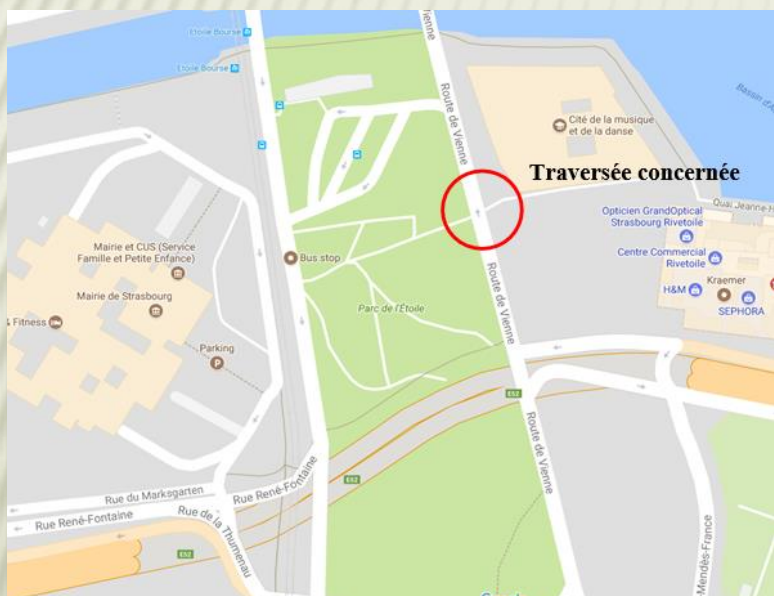 Etoile Bourse
Etoile Bourse
Vienne
Route de Vienne
Cité de la musique
et de la danse
Traversée concernée
Quai Jeanne-H
Opticien GrandOptical
Strasbourg Rivetoile
Centre Commercial
Rivetoile
H&M
Kraemer
SEPHORA
Mairie et CUS (Service
Famille et Petite Enfance)
Mairie de Strasbourg
& Fitness
Parking
P
Bus stop
Parc de l'Étoile
Route de Vienne
E52
Route de Vienne
E52
Rue du Marksgarten
Rue René-Fontaine
Rue René-Fontaine
Rue de la Thumenau
E52
-Mendès-France